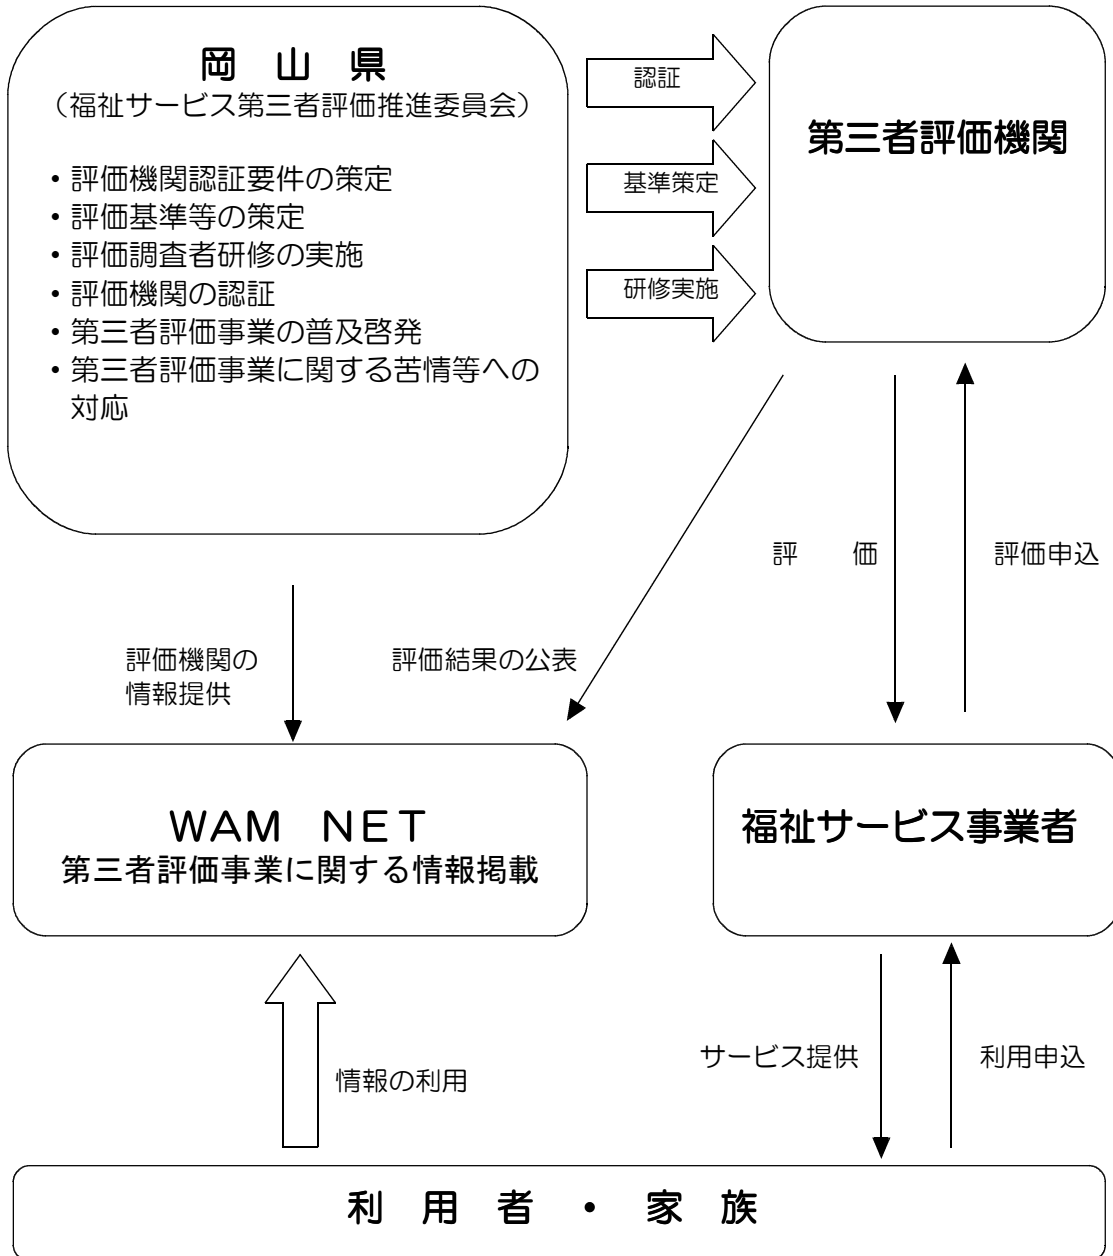 岡 山 県
（福祉サービス第三者評価推進委員会）
・評価機関認証要件の策定
・評価基準等の策定
・評価調査者研修の実施
・評価機関の認証
・第三者評価事業の普及啓発
・第三者評価事業に関する苦情等への
対応
認証
基準策定
研修実施
第三者評価機関
評 価
評価申込
評価機関の
情報提供
評価結果の公表
ＷＡＭ ＮＥＴ
第三者評価事業に関する情報掲載
福祉サービス事業者
情報の利用
サービス提供
利用申込
利 用 者 ・ 家 族